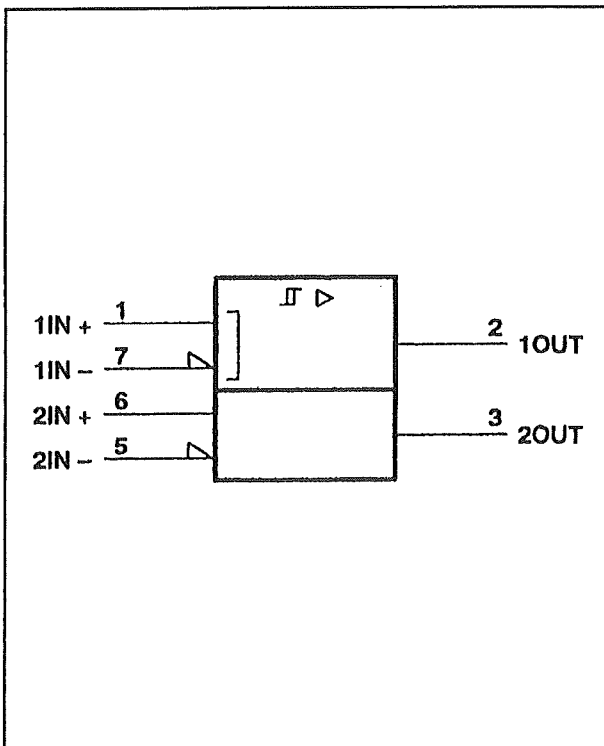 1IN + 1
1IN – 7
2IN + 6
2IN – 5
2 1OUT
3 2OUT